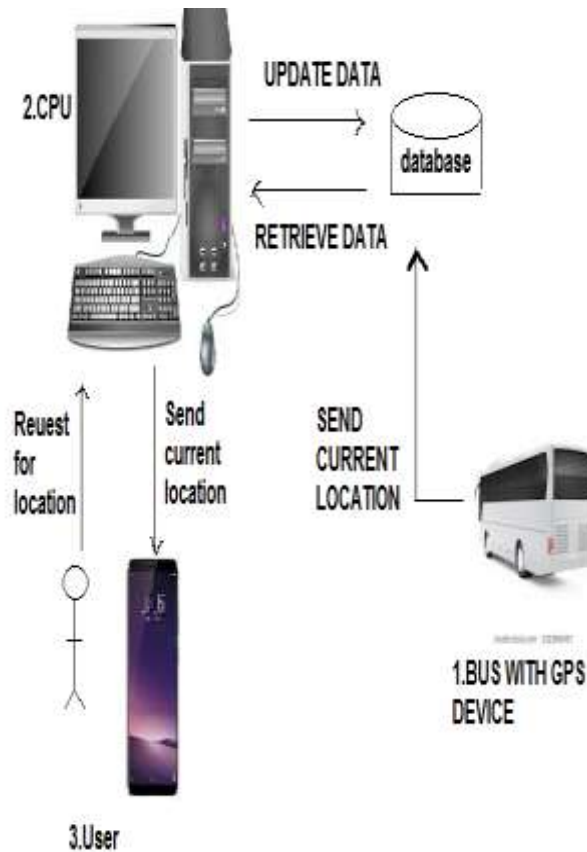 2.CPU
UPDATE DATA
database
RETRIEVE DATA
Reuest
for
location
Send
current
location
SEND
CURRENT
LOCATION
1.BUS WITH GPS
DEVICE
3.User